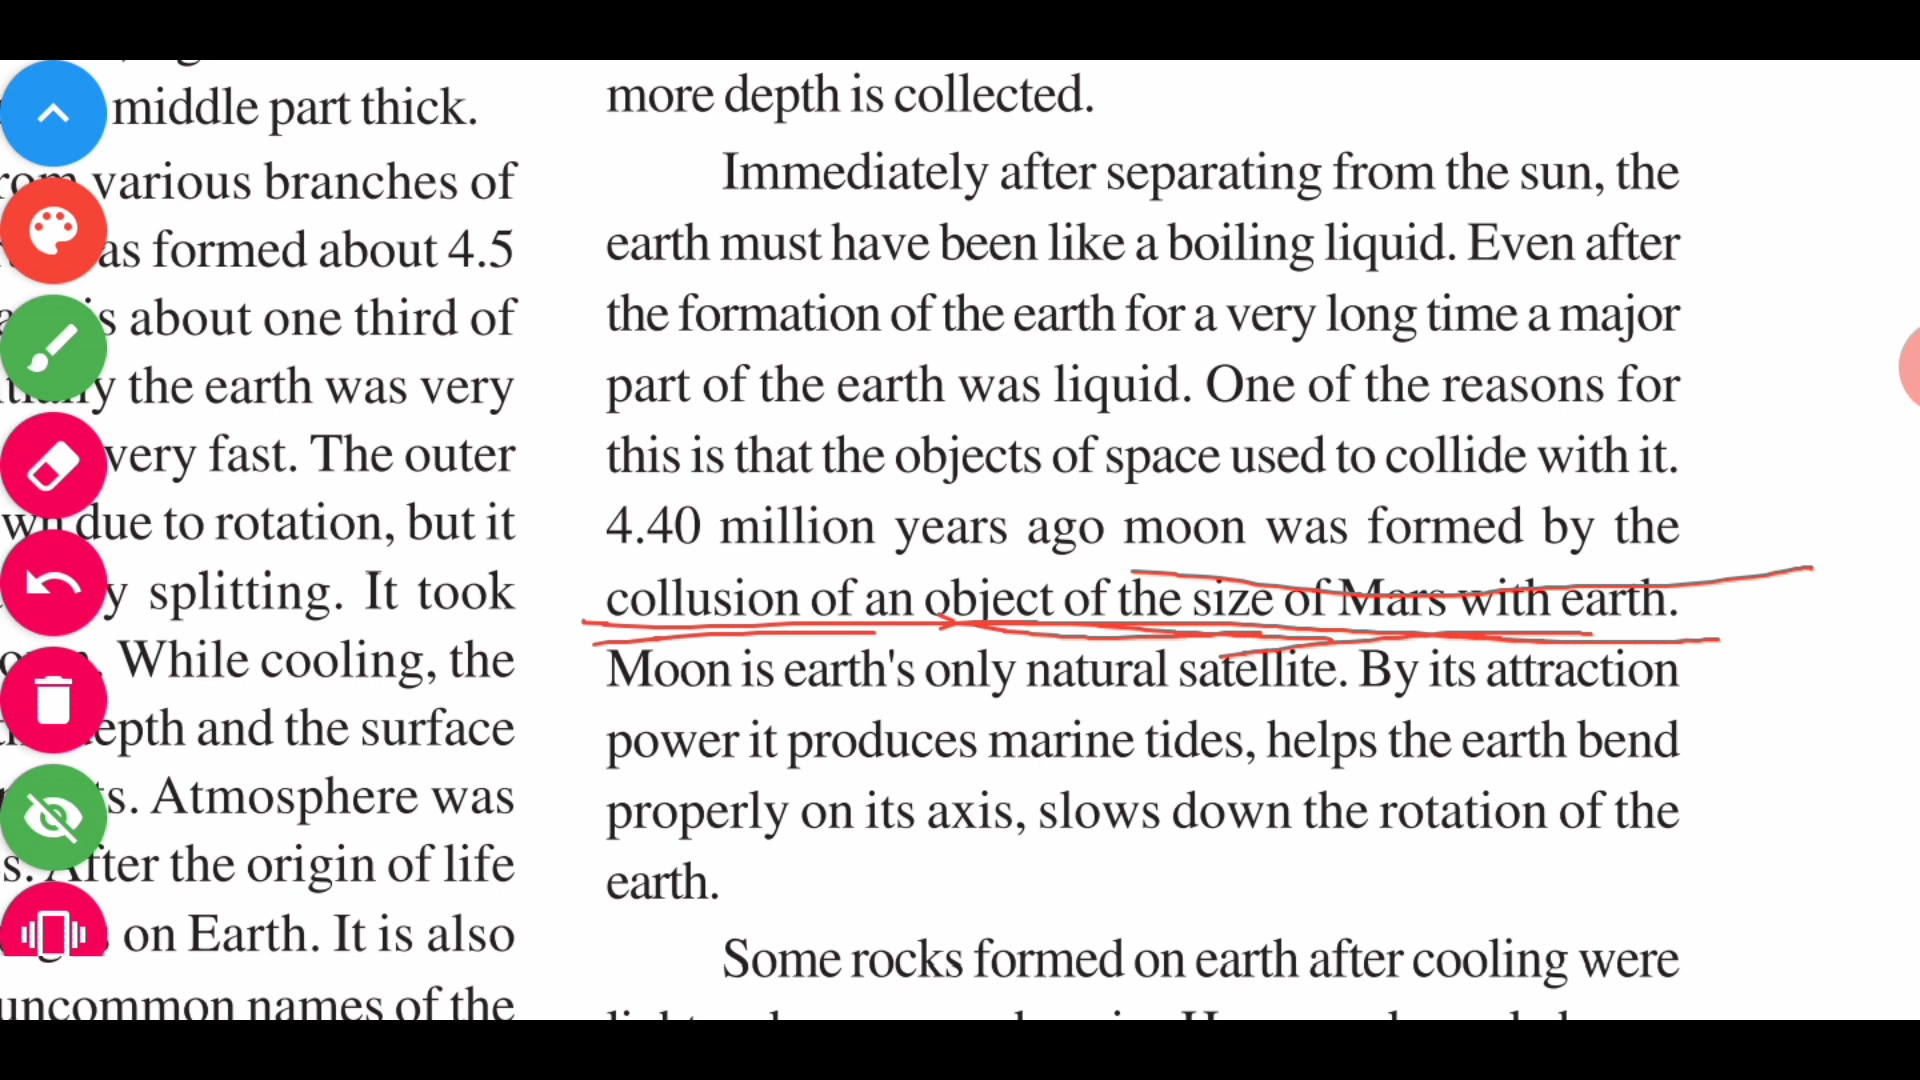 middle part thick.
various branches of
as formed about 4.5
is about one third of
the earth was very
very fast. The outer
due to rotation, but it
splitting. It took
While cooling, the
depth and the surface
Atmosphere was
After the origin of life
on Earth. It is also
uncommon names of the
more depth is collected.
Immediately after separating from the sun, the
earth must have been like a boiling liquid. Even after
the formation of the earth for a very long time a major
part of the earth was liquid. One of the reasons for
this is that the objects of space used to collide with it.
4.40 million years ago moon was formed by the
collusion of an object of the size of Mars with earth.
Moon is earth's only natural satellite. By its attraction
power it produces marine tides, helps the earth bend
properly on its axis, slows down the rotation of the
earth.
Some rocks formed on earth after cooling were